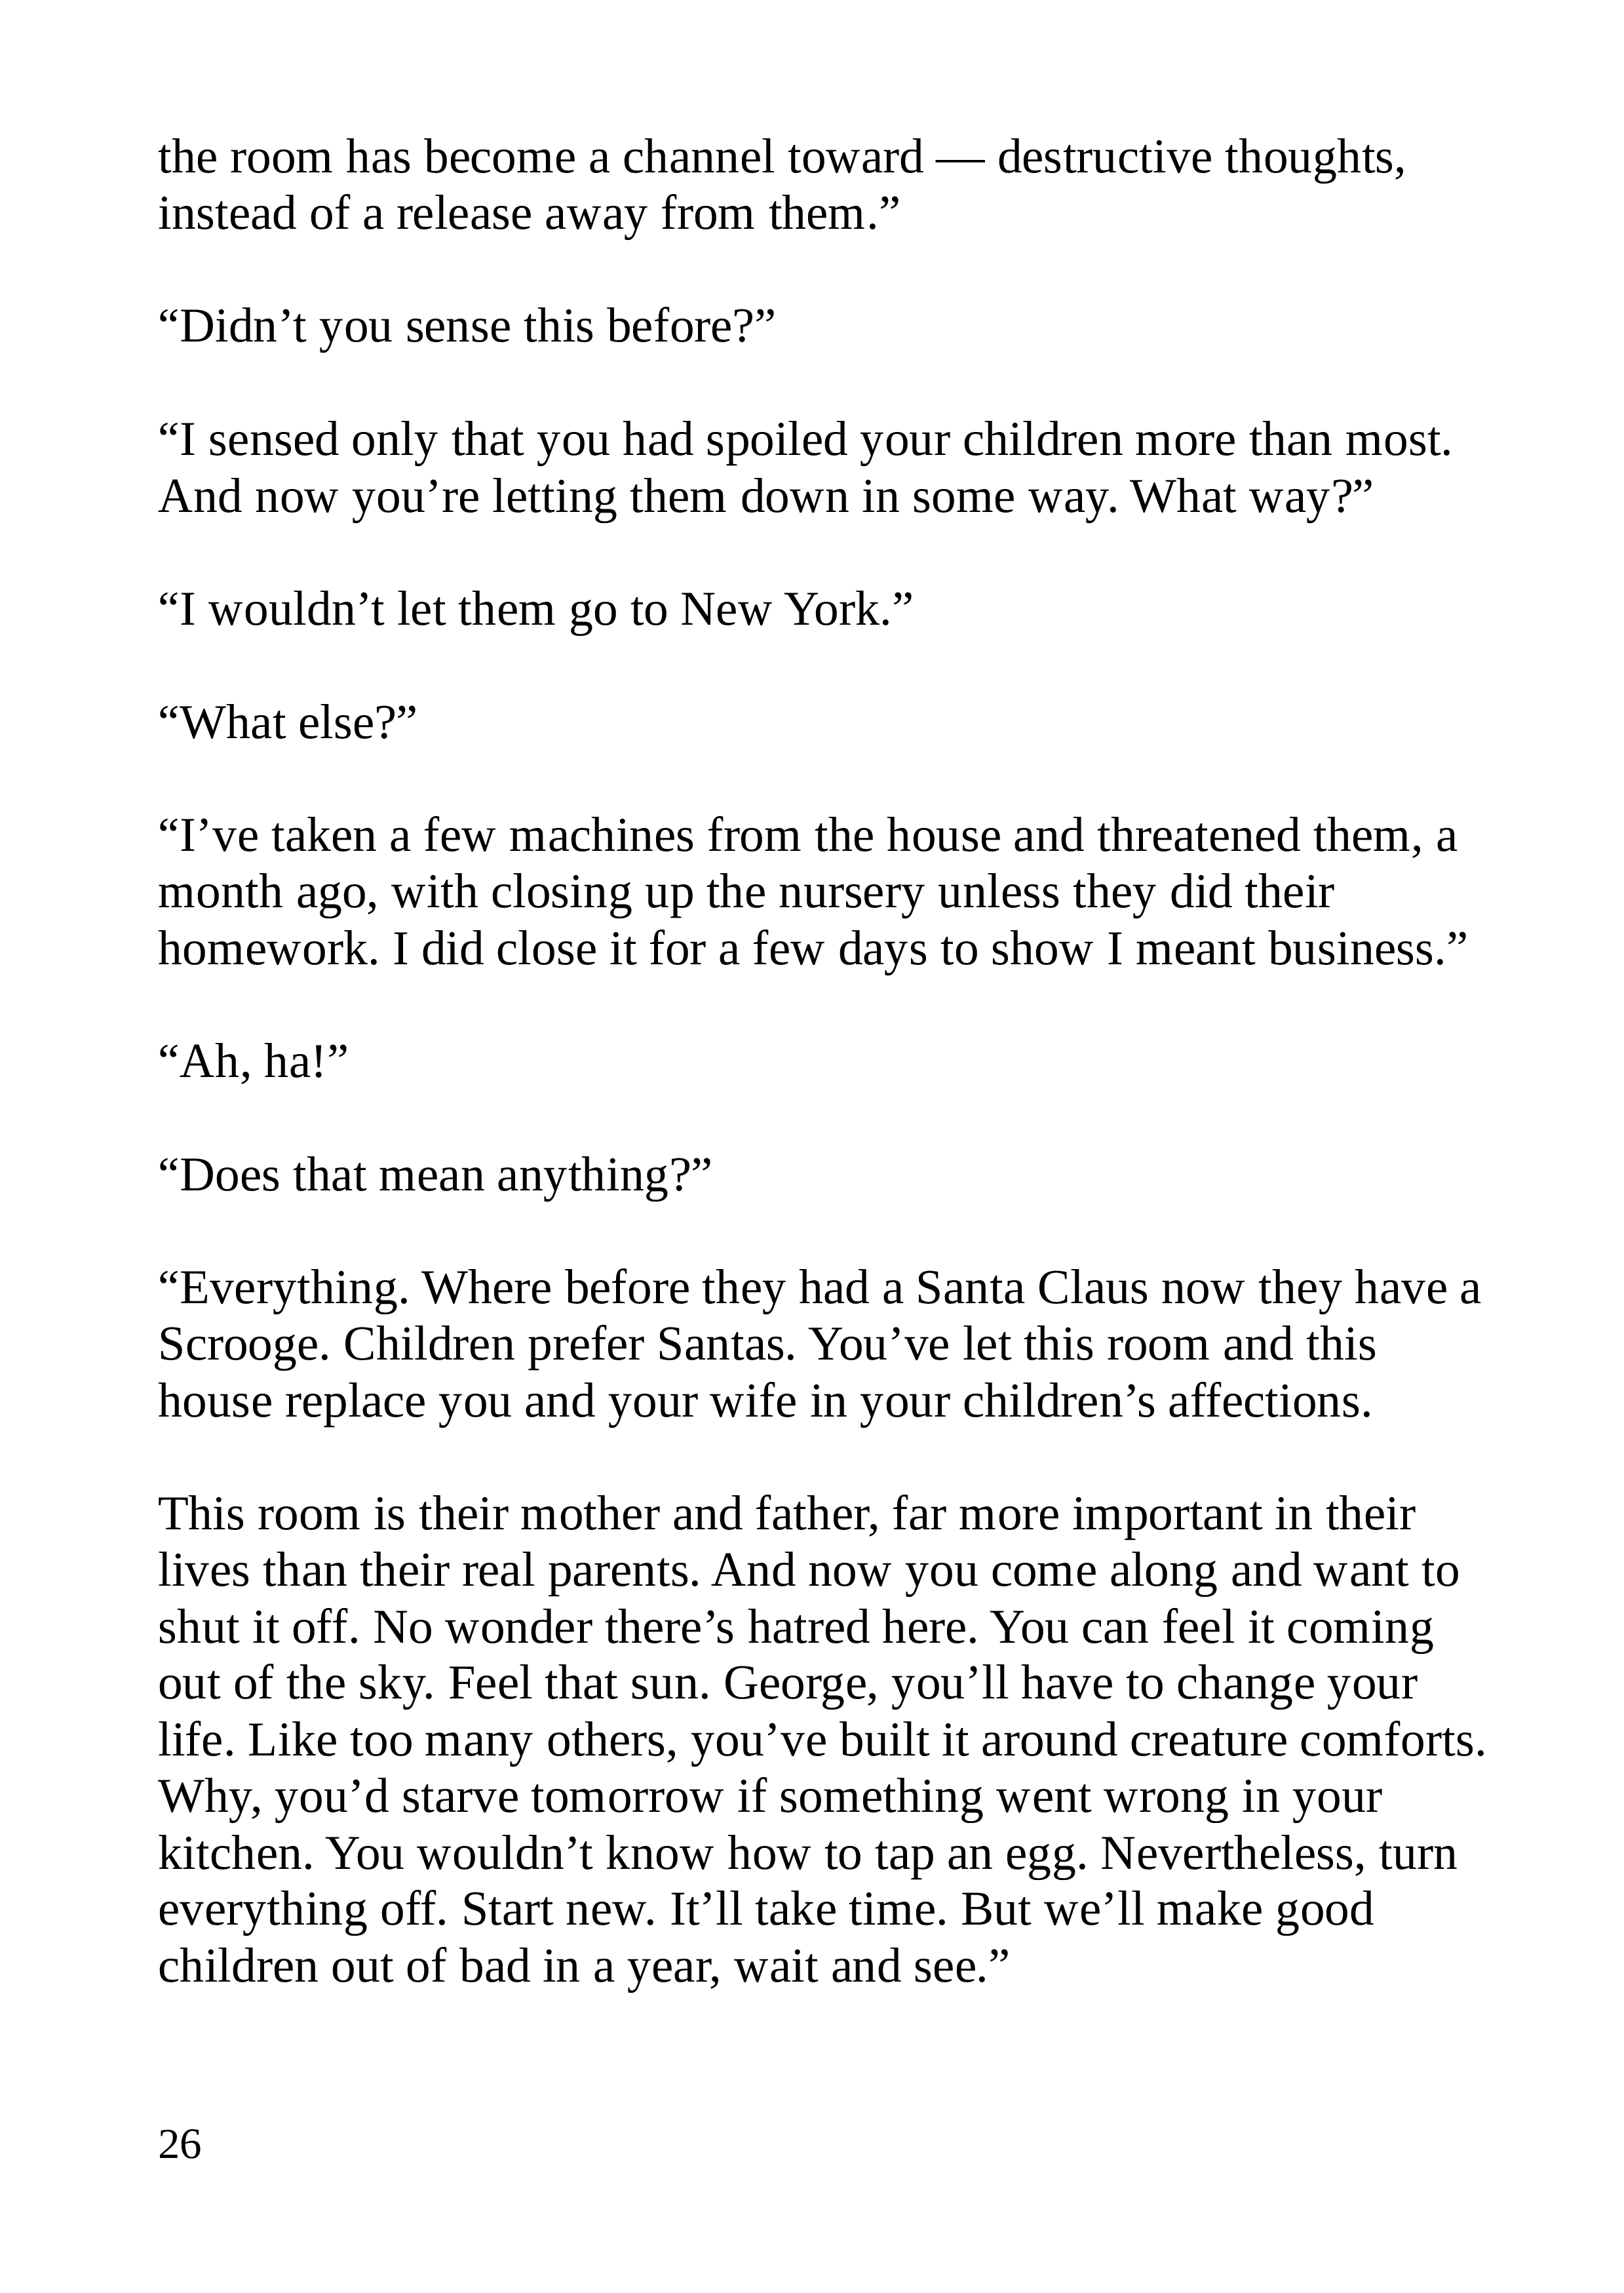 the room has become a channel toward — destructive thoughts,
instead of a release away from them.”
“Didn’t you sense this before?”
“I sensed only that you had spoiled your children more than most.
And now you’re letting them down in some way. What way?”
“I wouldn’t let them go to New York.”
“What else?”
“I’ve taken a few machines from the house and threatened them, a
month ago, with closing up the nursery unless they did their
homework. I did close it for a few days to show I meant business.”
“Ah, ha!”
“Does that mean anything?”
“Everything. Where before they had a Santa Claus now they have a
Scrooge. Children prefer Santas. You’ve let this room and this
house replace you and your wife in your children’s affections.
This room is their mother and father, far more important in their
lives than their real parents. And now you come along and want to
shut it off. No wonder there’s hatred here. You can feel it coming
out of the sky. Feel that sun. George, you’ll have to change your
life. Like too many others, you’ve built it around creature comforts.
Why, you’d starve tomorrow if something went wrong in your
kitchen. You wouldn’t know how to tap an egg. Nevertheless, turn
everything off. Start new. It’ll take time. But we’ll make good
children out of bad in a year, wait and see.”
26